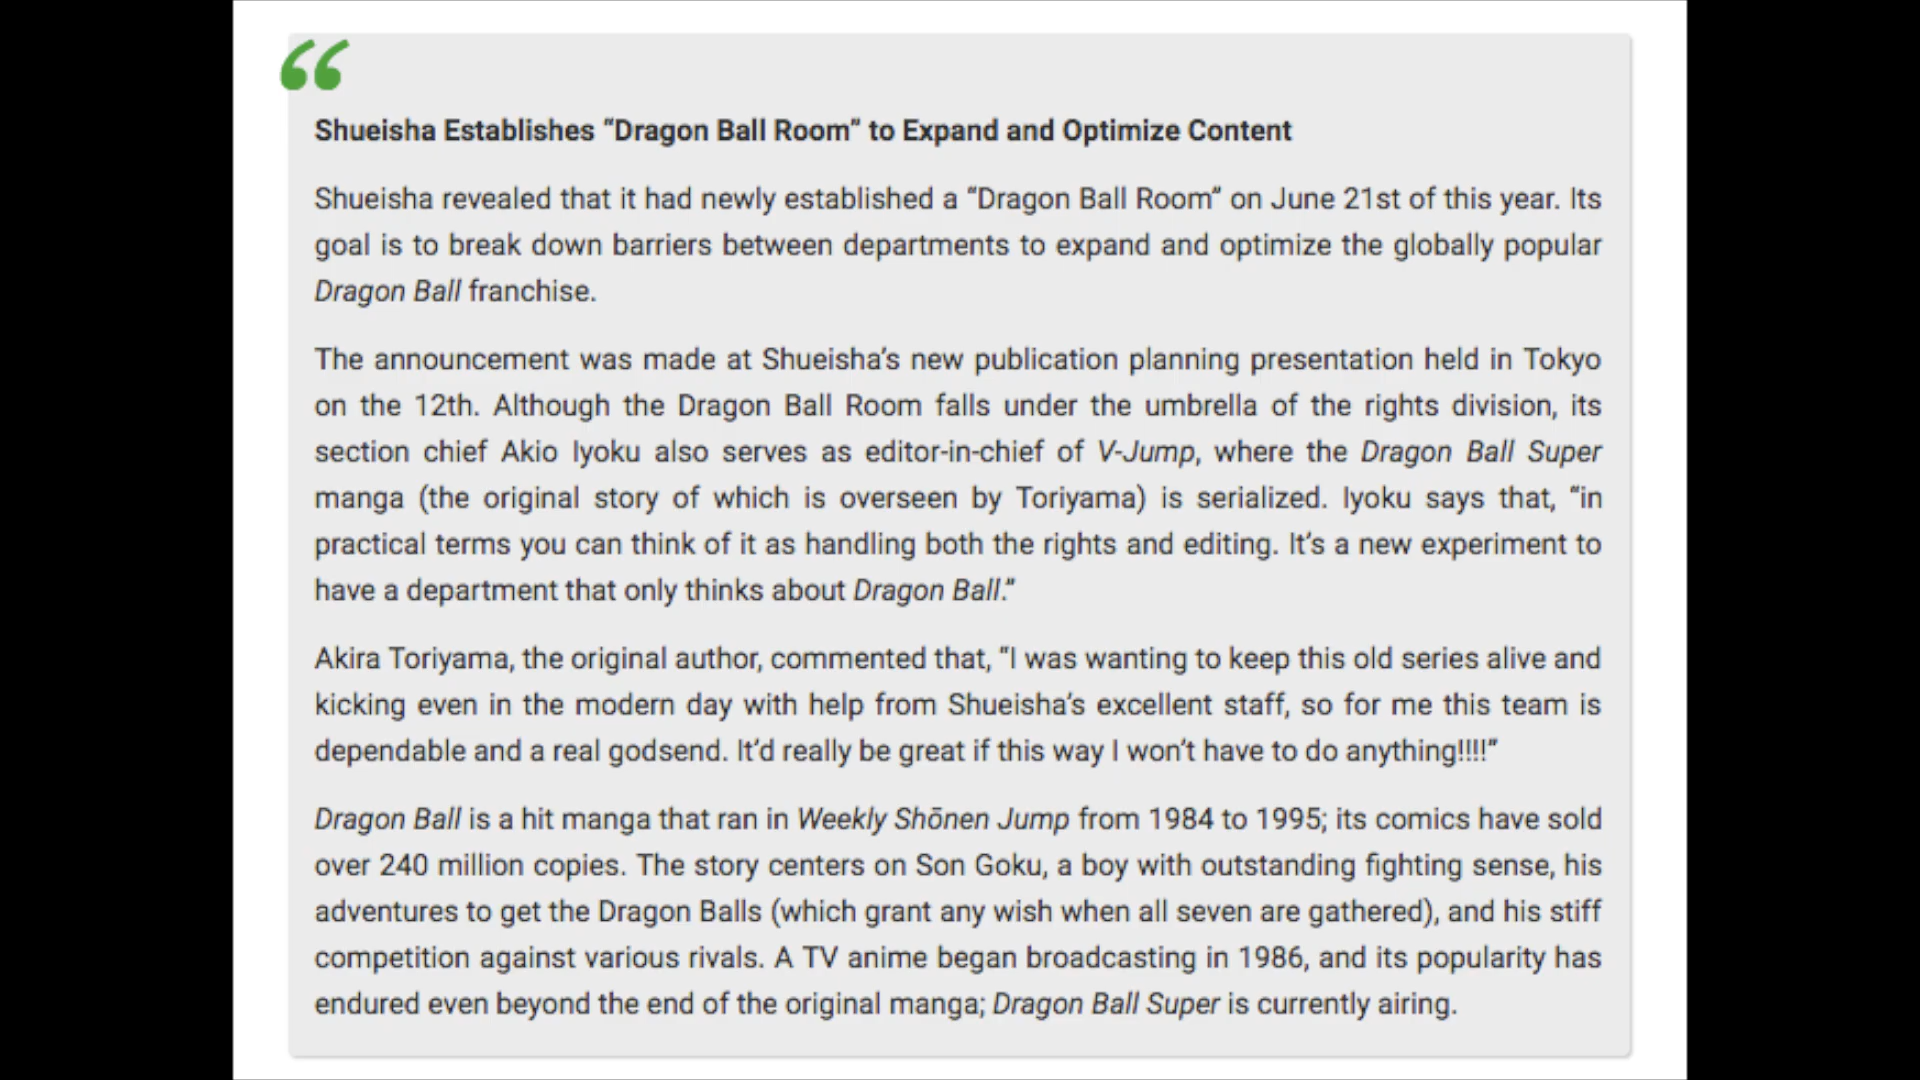 “
Shueisha Establishes “Dragon Ball Room” to Expand and Optimize Content
Shueisha revealed that it had newly established a “Dragon Ball Room” on June 21st of this year. Its
goal is to break down barriers between departments to expand and optimize the globally popular
Dragon Ball franchise.
The announcement was made at Shueisha’s new publication planning presentation held in Tokyo
on the 12th. Although the Dragon Ball Room falls under the umbrella of the rights division, its
section chief Akio Iyoku also serves as editor-in-chief of V-Jump, where the Dragon Ball Super
manga (the original story of which is overseen by Toriyama) is serialized. Iyoku says that, “in
practical terms you can think of it as handling both the rights and editing. It’s a new experiment to
have a department that only thinks about Dragon Ball.”
Akira Toriyama, the original author, commented that, “I was wanting to keep this old series alive and
kicking even in the modern day with help from Shueisha’s excellent staff, so for me this team is
dependable and a real godsend. It’d really be great if this way I won’t have to do anything!!!!”
Dragon Ball is a hit manga that ran in Weekly Shōnen Jump from 1984 to 1995; its comics have sold
over 240 million copies. The story centers on Son Goku, a boy with outstanding fighting sense, his
adventures to get the Dragon Balls (which grant any wish when all seven are gathered), and his stiff
competition against various rivals. A TV anime began broadcasting in 1986, and its popularity has
endured even beyond the end of the original manga; Dragon Ball Super is currently airing.